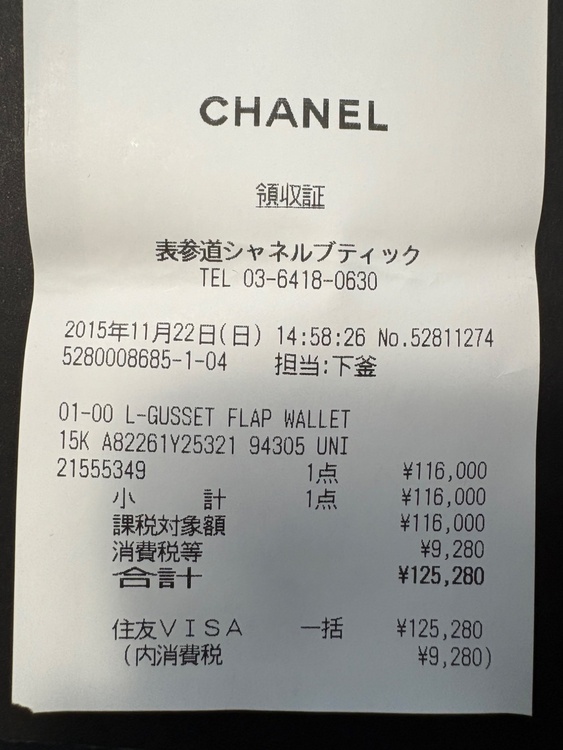 CHANEL
領収証
表参道シャネルブティック
TEL 03-6418-0630
2015年11月22日(日) 14:58:26 No.52811274
5280008685-1-04 担当:下釜
01-00 L-GUSSET FLAP WALLET
15K A82261Y25321 94305 UNI
21555349 1点 ¥116,000
小 計 1点 ¥116,000
課税対象額 ¥116,000
消費税等 ¥9,280
合計 ¥125,280
住友VISA 一括 ¥125,280
(内消費税 ¥9,280)